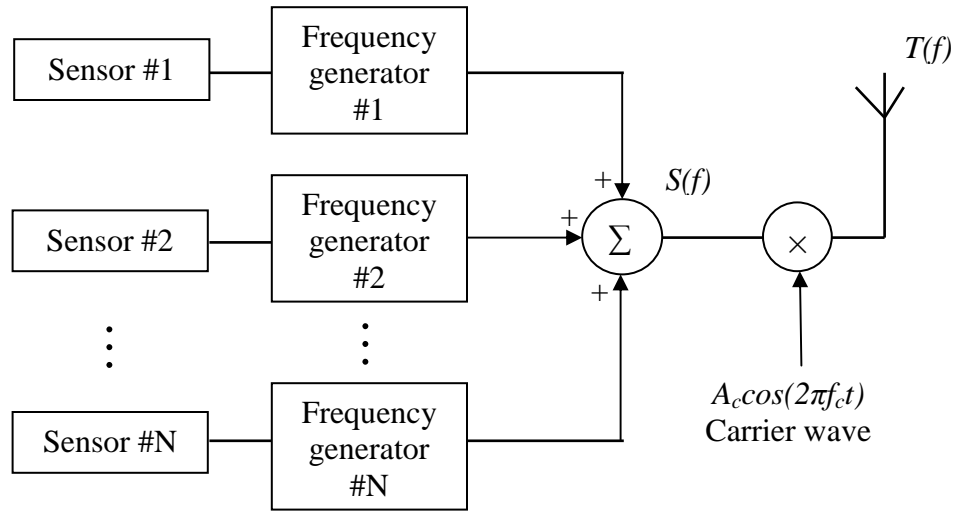 Sensor #1
Frequency
generator
#1
T(f)
S(f)
+
Sensor #2
Frequency
generator
#2
+
Σ
×
+
Sensor #N
Frequency
generator
#N
A_c cos(2πf_c t)
Carrier wave